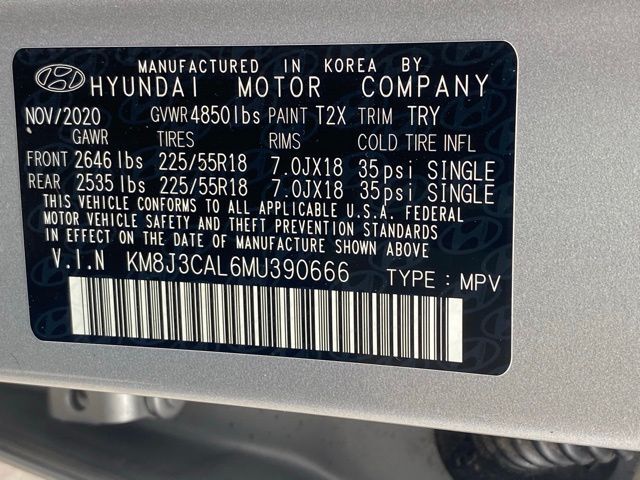 MANUFACTURED IN KOREA BY
HYUNDAI MOTOR COMPANY
NOV/2020 GVWR 4850lbs PAINT T2X TRIM TRY
GAWR TIRES RIMS COLD TIRE INFL
FRONT 2646lbs 225/55R18 7.0JX18 35psi SINGLE
REAR 2535lbs 225/55R18 7.0JX18 35psi SINGLE
THIS VEHICLE CONFORMS TO ALL APPLICABLE U.S.A. FEDERAL
MOTOR VEHICLE SAFETY AND THEFT PREVENTION STANDARDS
IN EFFECT ON THE DATE OF MANUFACTURE SHOWN ABOVE
V.I.N KM8J3CAL6MU390666 TYPE : MPV